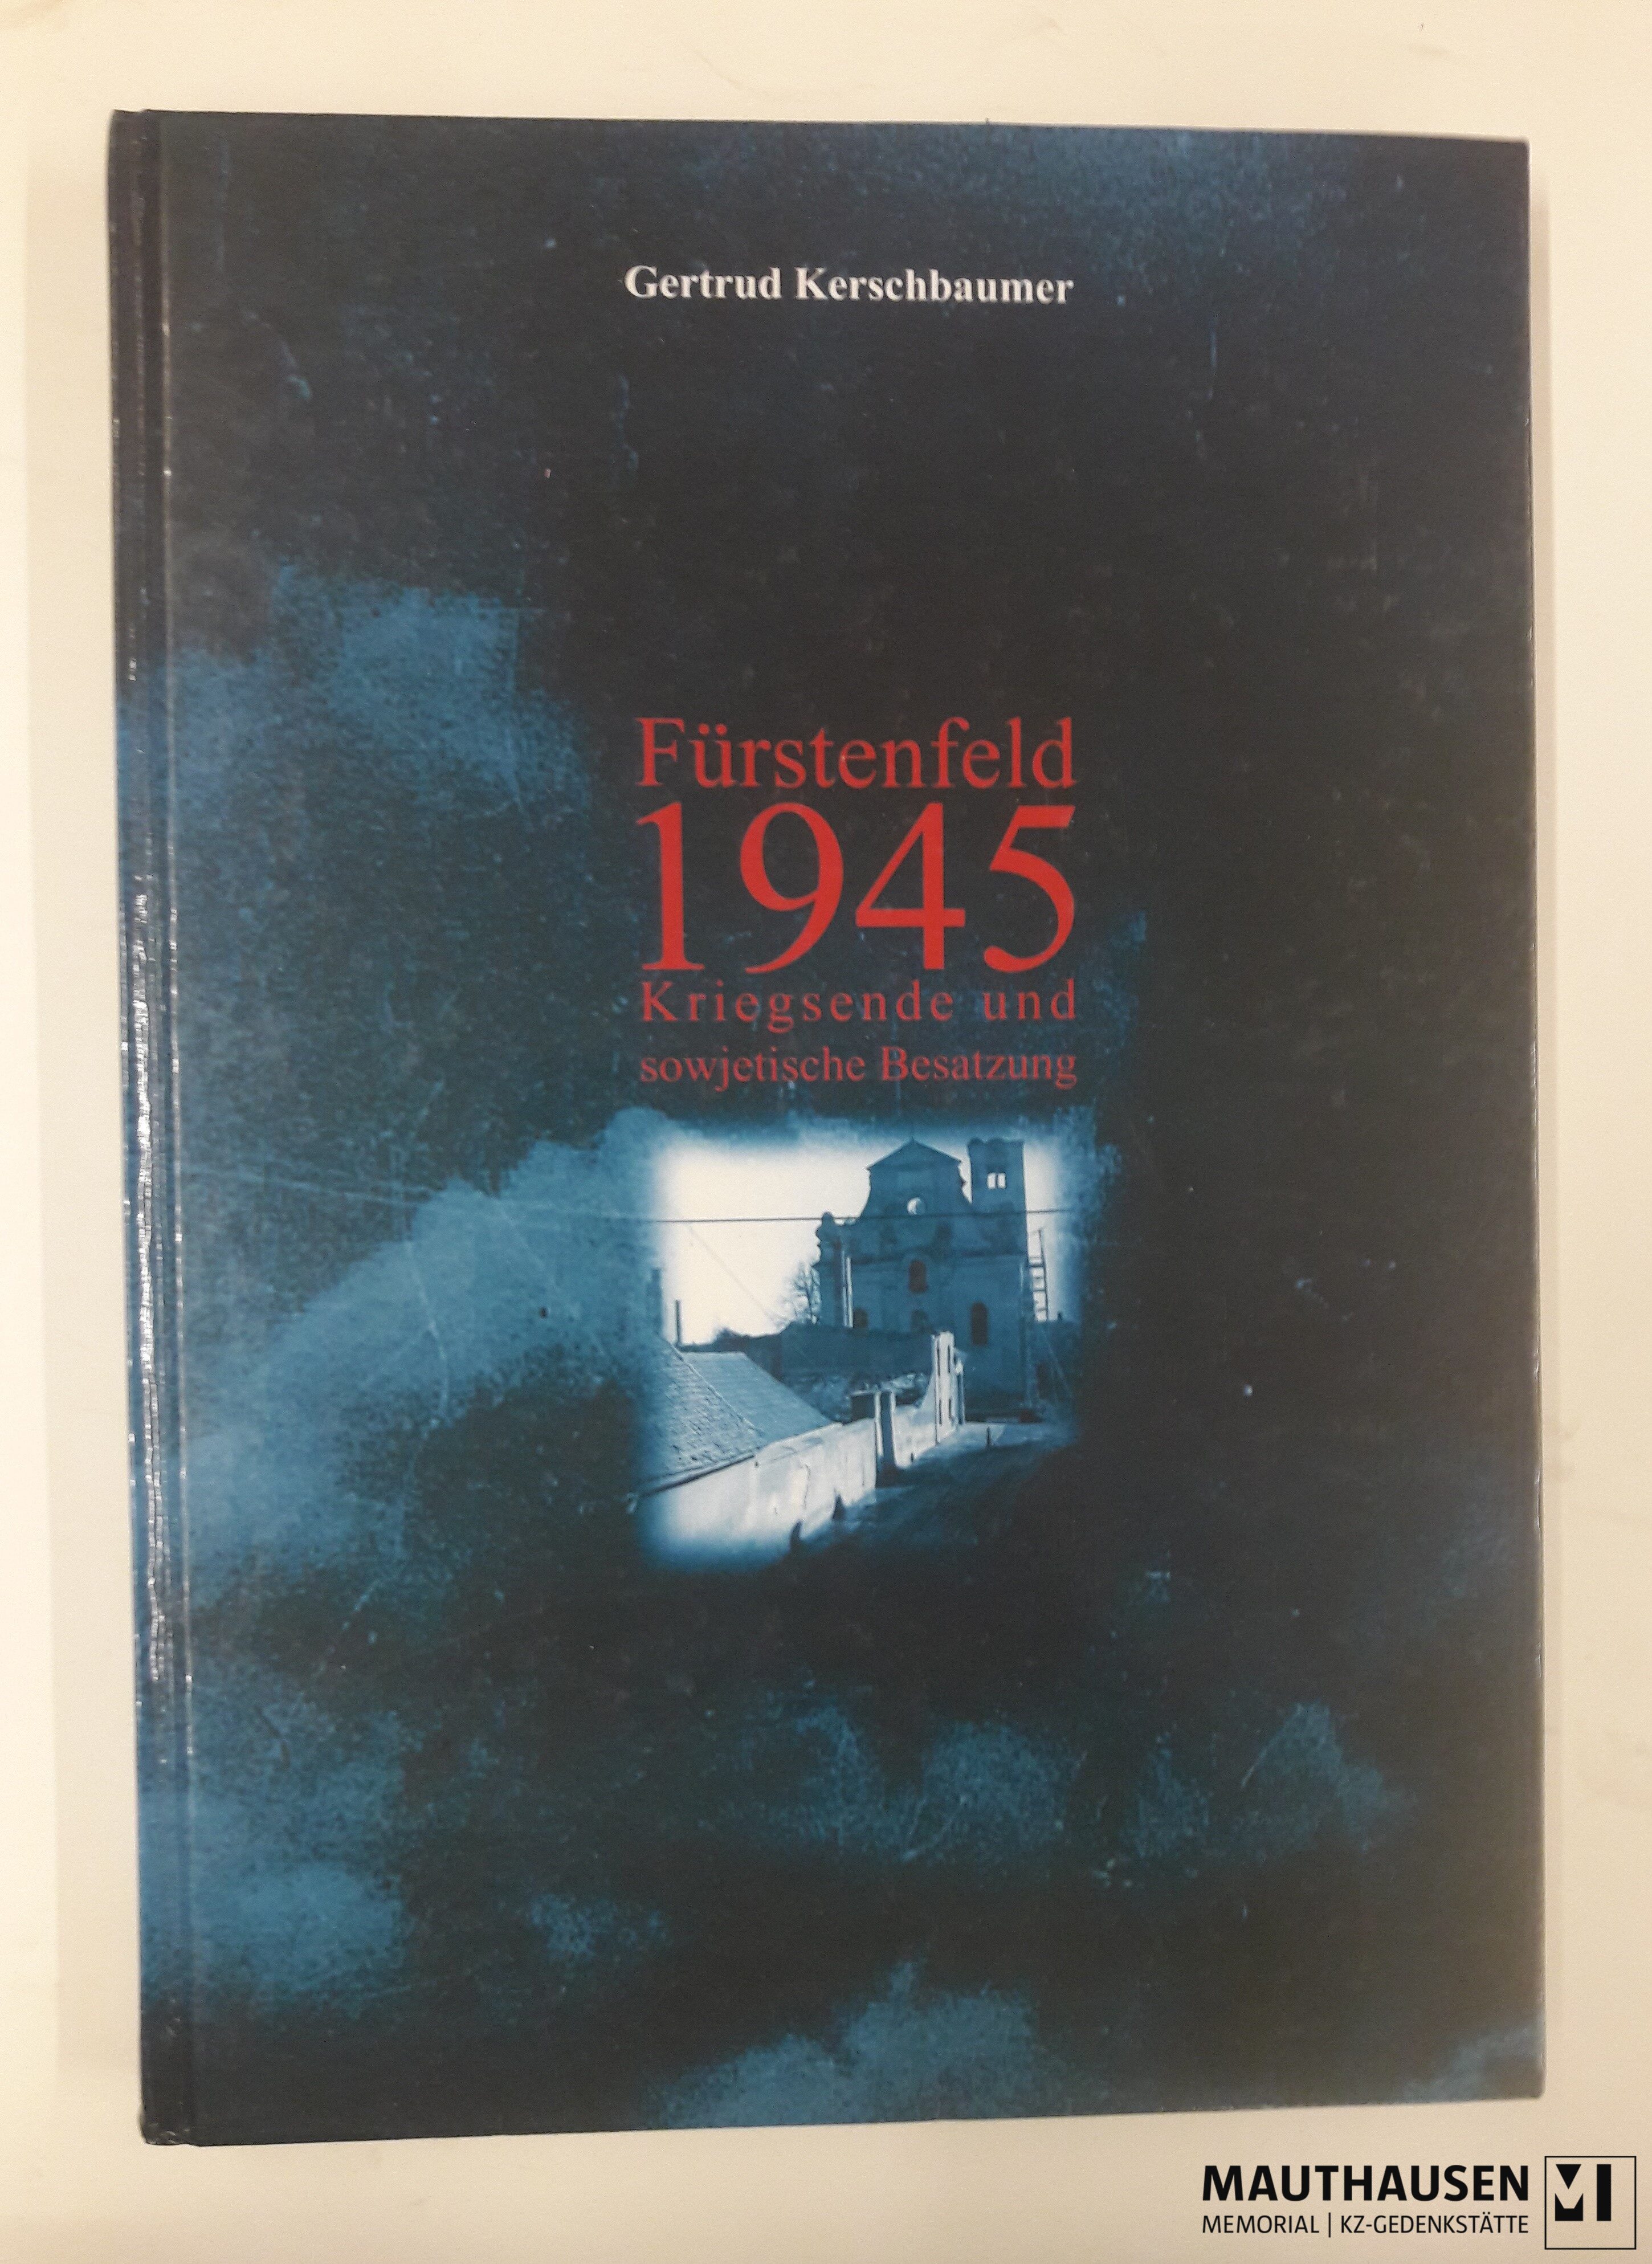 Gertrud Kerschbaumer
Fürstenfeld
1945
Kriegsende und
sowjetische Besatzung
MAUTHAUSEN
MEMORIAL | KZ-GEDENKSTÄTTE